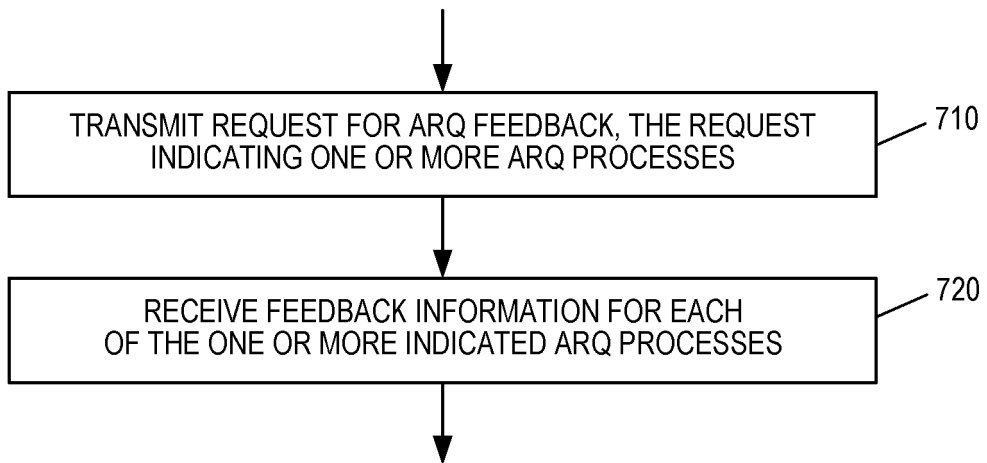 TRANSMIT REQUEST FOR ARQ FEEDBACK, THE REQUEST
INDICATING ONE OR MORE ARQ PROCESSES
710
RECEIVE FEEDBACK INFORMATION FOR EACH
OF THE ONE OR MORE INDICATED ARQ PROCESSES
720